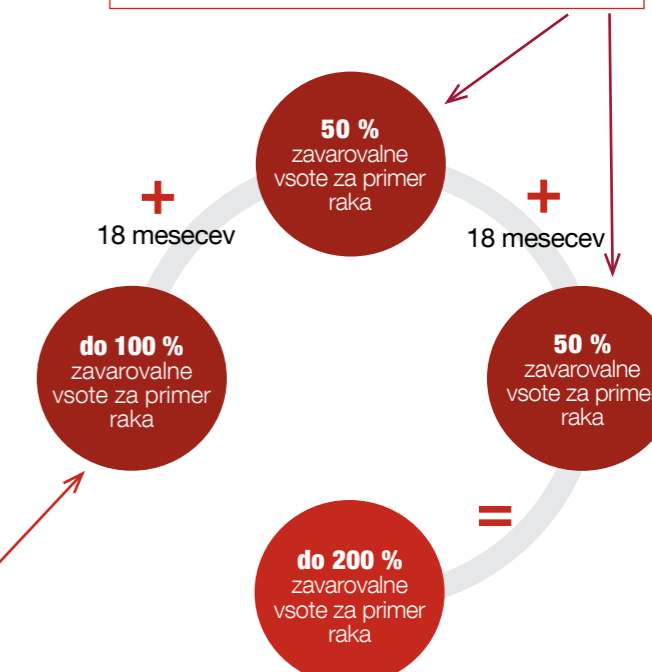 50 %
zavarovalne
vsote za primer
raka
+
18 mesecev
+
18 mesecev
do 100 %
zavarovalne
vsote za primer
raka
50 %
zavarovalne
vsote za prime
raka
=
do 200 %
zavarovalne
vsote za primer
raka